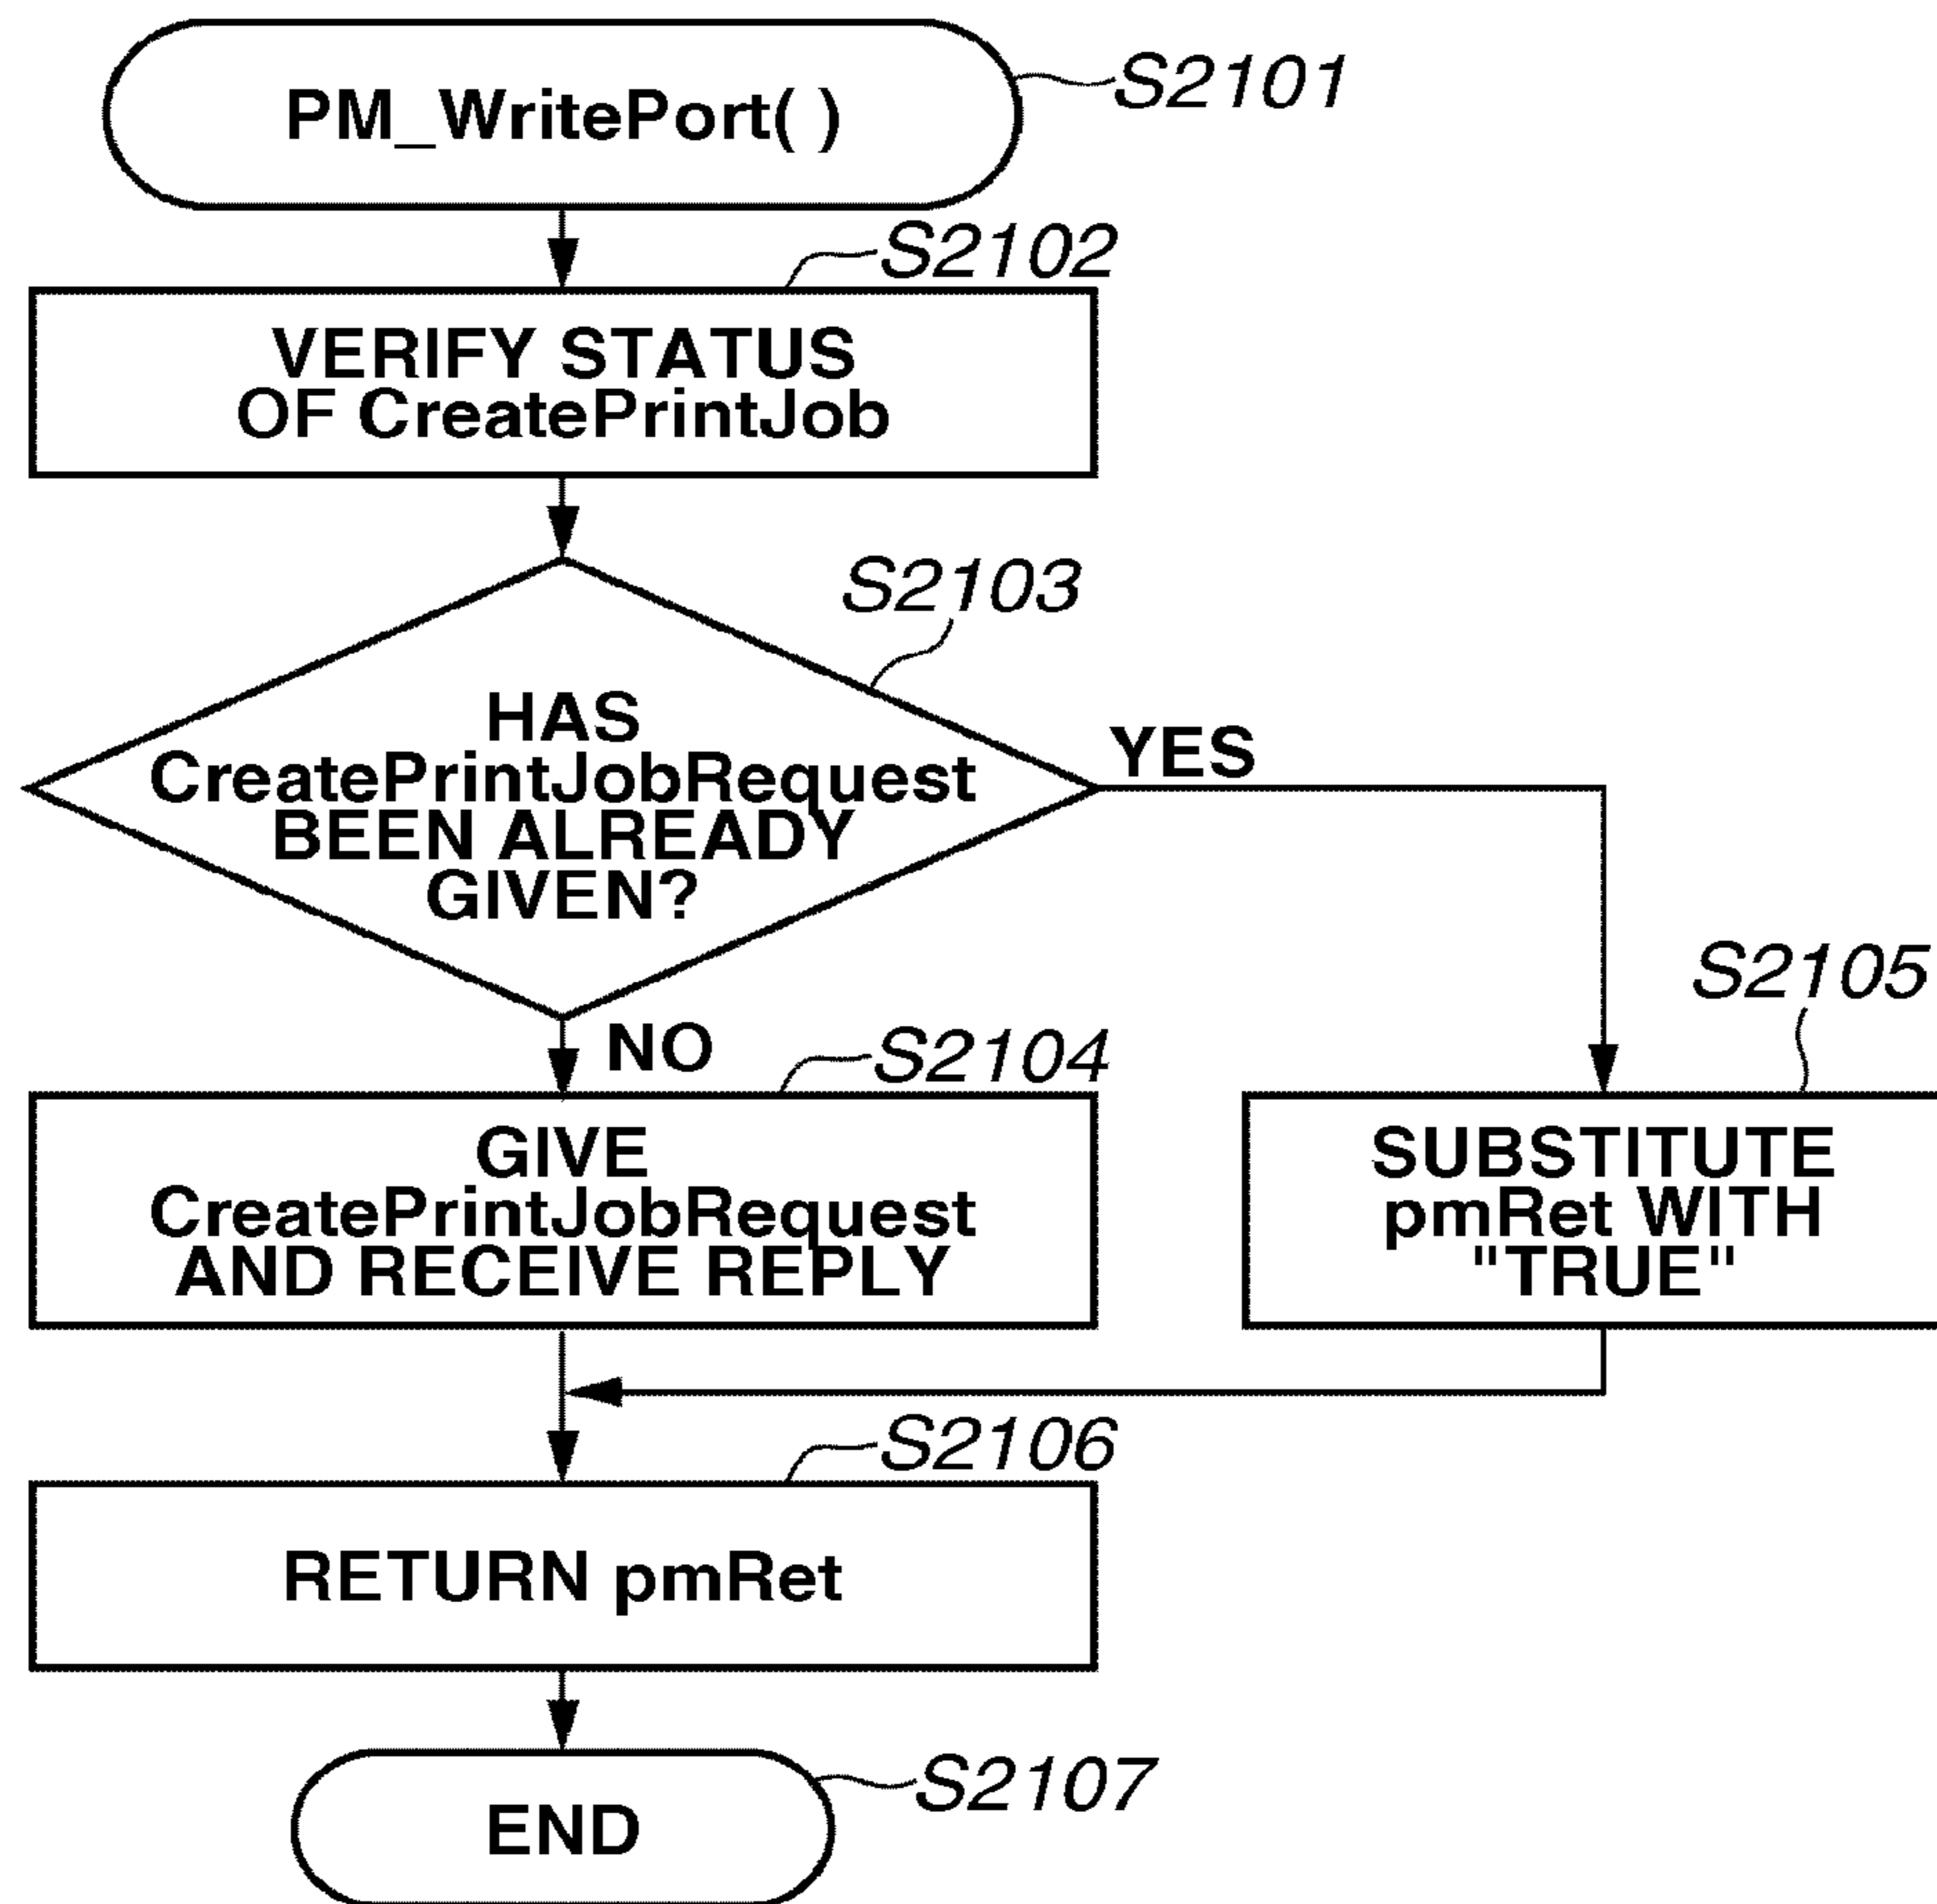 PM_WritePort( )
S2101
S2102
VERIFY STATUS
OF CreatePrintJob
S2103
HAS
CreatePrintJobRequest
BEEN ALREADY
GIVEN?
YES
NO
S2104
GIVE
CreatePrintJobRequest
AND RECEIVE REPLY
S2105
SUBSTITUTE
pmRet WITH
"TRUE"
S2106
RETURN pmRet
S2107
END